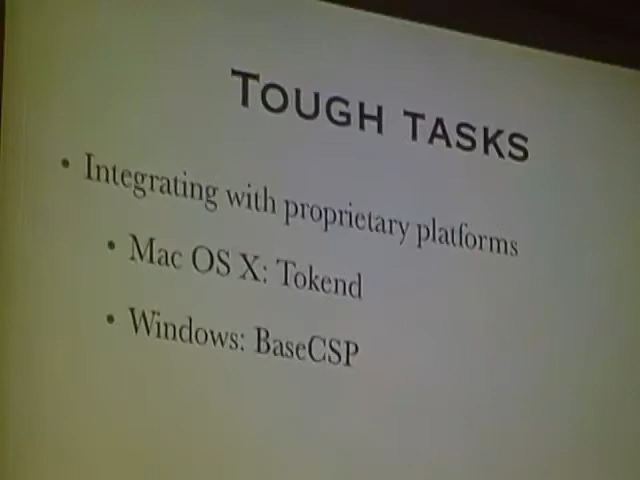 TOUGH TASKS
• Integrating with proprietary platforms
• Mac OS X: Tokend
• Windows: BaseCSP